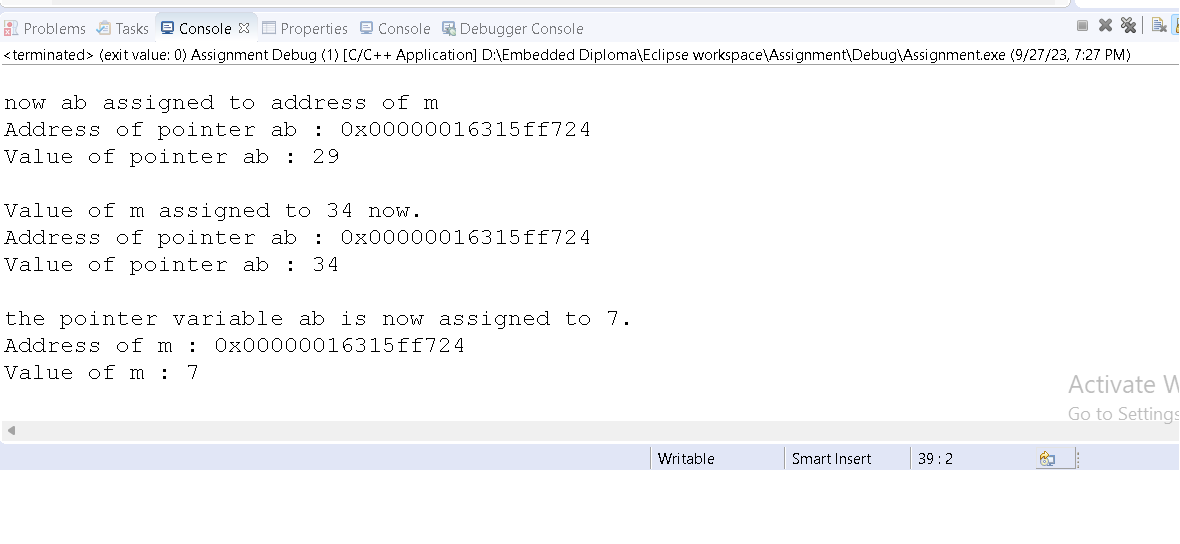 Problems Tasks Console Properties Console Debugger Console
<terminated> (exit value: 0) Assignment Debug (1) [C/C++ Application] D:\Embedded Diploma\Eclipse workspace\Assignment\Debug\Assignment.exe (9/27/23, 7:27 PM)
now ab assigned to address of m
Address of pointer ab : 0x00000016315ff724
Value of pointer ab : 29
Value of m assigned to 34 now.
Address of pointer ab : 0x00000016315ff724
Value of pointer ab : 34
the pointer variable ab is now assigned to 7.
Address of m : 0x00000016315ff724
Value of m : 7
Activate W
Go to Settings
Writable Smart Insert 39 : 2